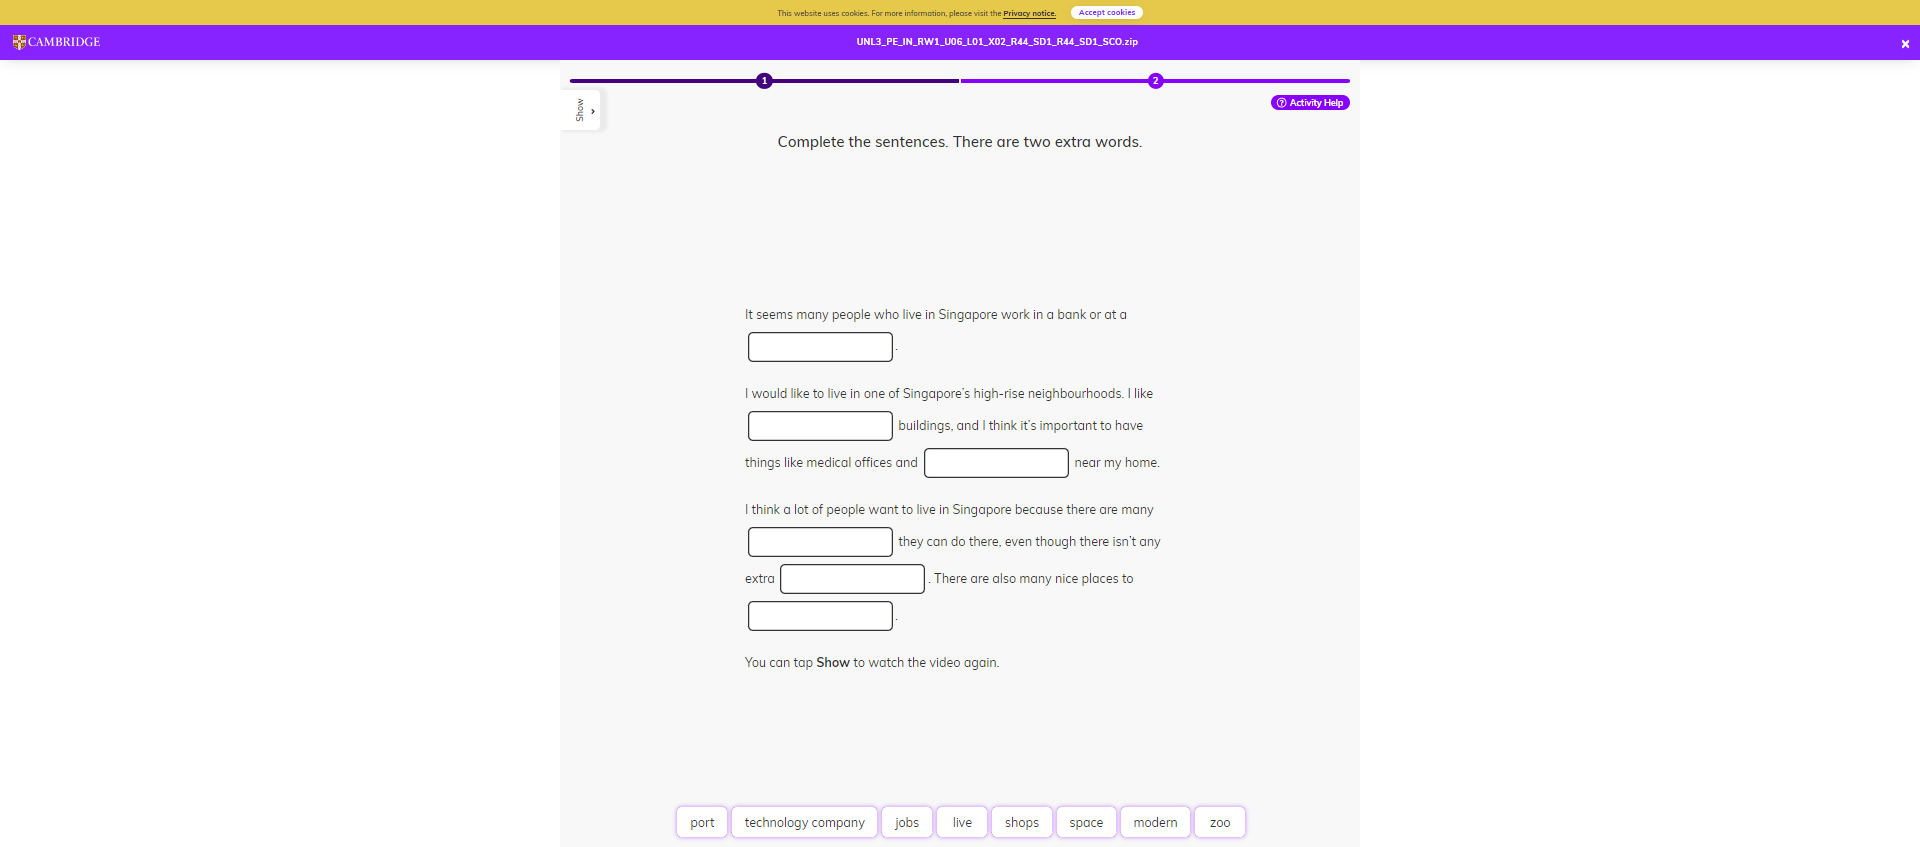 This website uses cookies. For more information, please visit the Privacy notice. Accept cookies
CAMBRIDGE
UNL3_PE_IN_RW1_U06_L01_X02_R44_SD1_R44_SD1_SCO.zip
×
1
2
Show
Activity Help
Complete the sentences. There are two extra words.
It seems many people who live in Singapore work in a bank or at a
.
I would like to live in one of Singapore's high-rise neighbourhoods. I like
buildings, and I think it's important to have
things like medical offices and near my home.
I think a lot of people want to live in Singapore because there are many
they can do there, even though there isn't any
extra . There are also many nice places to
.
You can tap Show to watch the video again.
port technology company jobs live shops space modern zoo